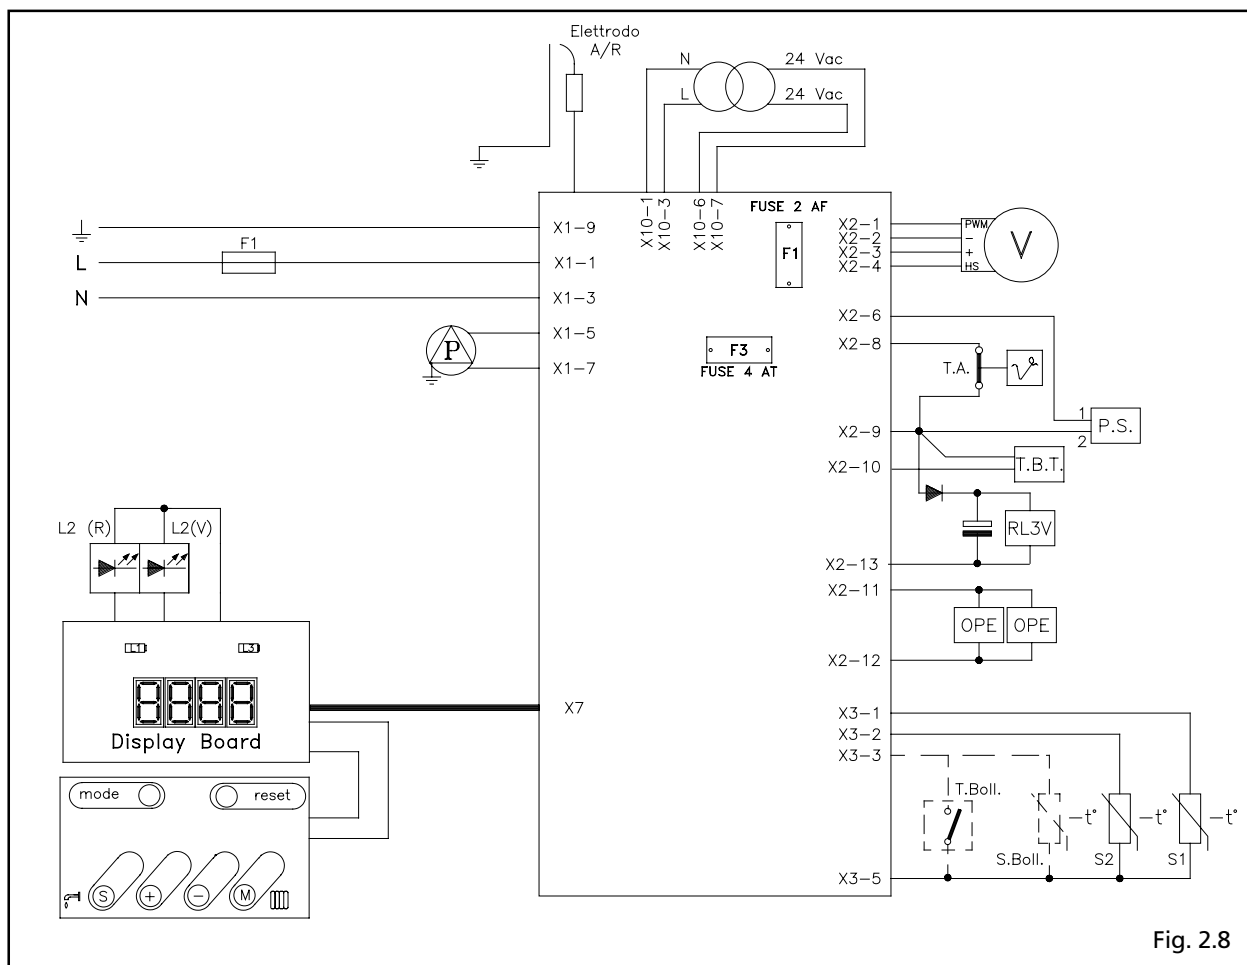 Elettrodo
A/R
N
24 Vac
L
24 Vac
X10-1
X10-3
X10-6
X10-7
FUSE 2 AF
F1
F3
FUSE 4 AT
L
F1
N
X1-9
X1-1
X1-3
X1-5
X1-7
P
X7
X2-1
X2-2
X2-3
X2-4
PWM
-
+
HS
V
X2-6
X2-8
T.A.
1
2
P.S.
X2-9
X2-10
T.B.T.
RL3V
X2-13
X2-11
OPE
OPE
X2-12
X3-1
X3-2
X3-3
T.Boll.
S.Boll.
-t°
S2
-t°
S1
-t°
X3-5
L2 (R)
L2(V)
L1
L3
8888
Display Board
mode
reset
S
+
-
M
Fig. 2.8